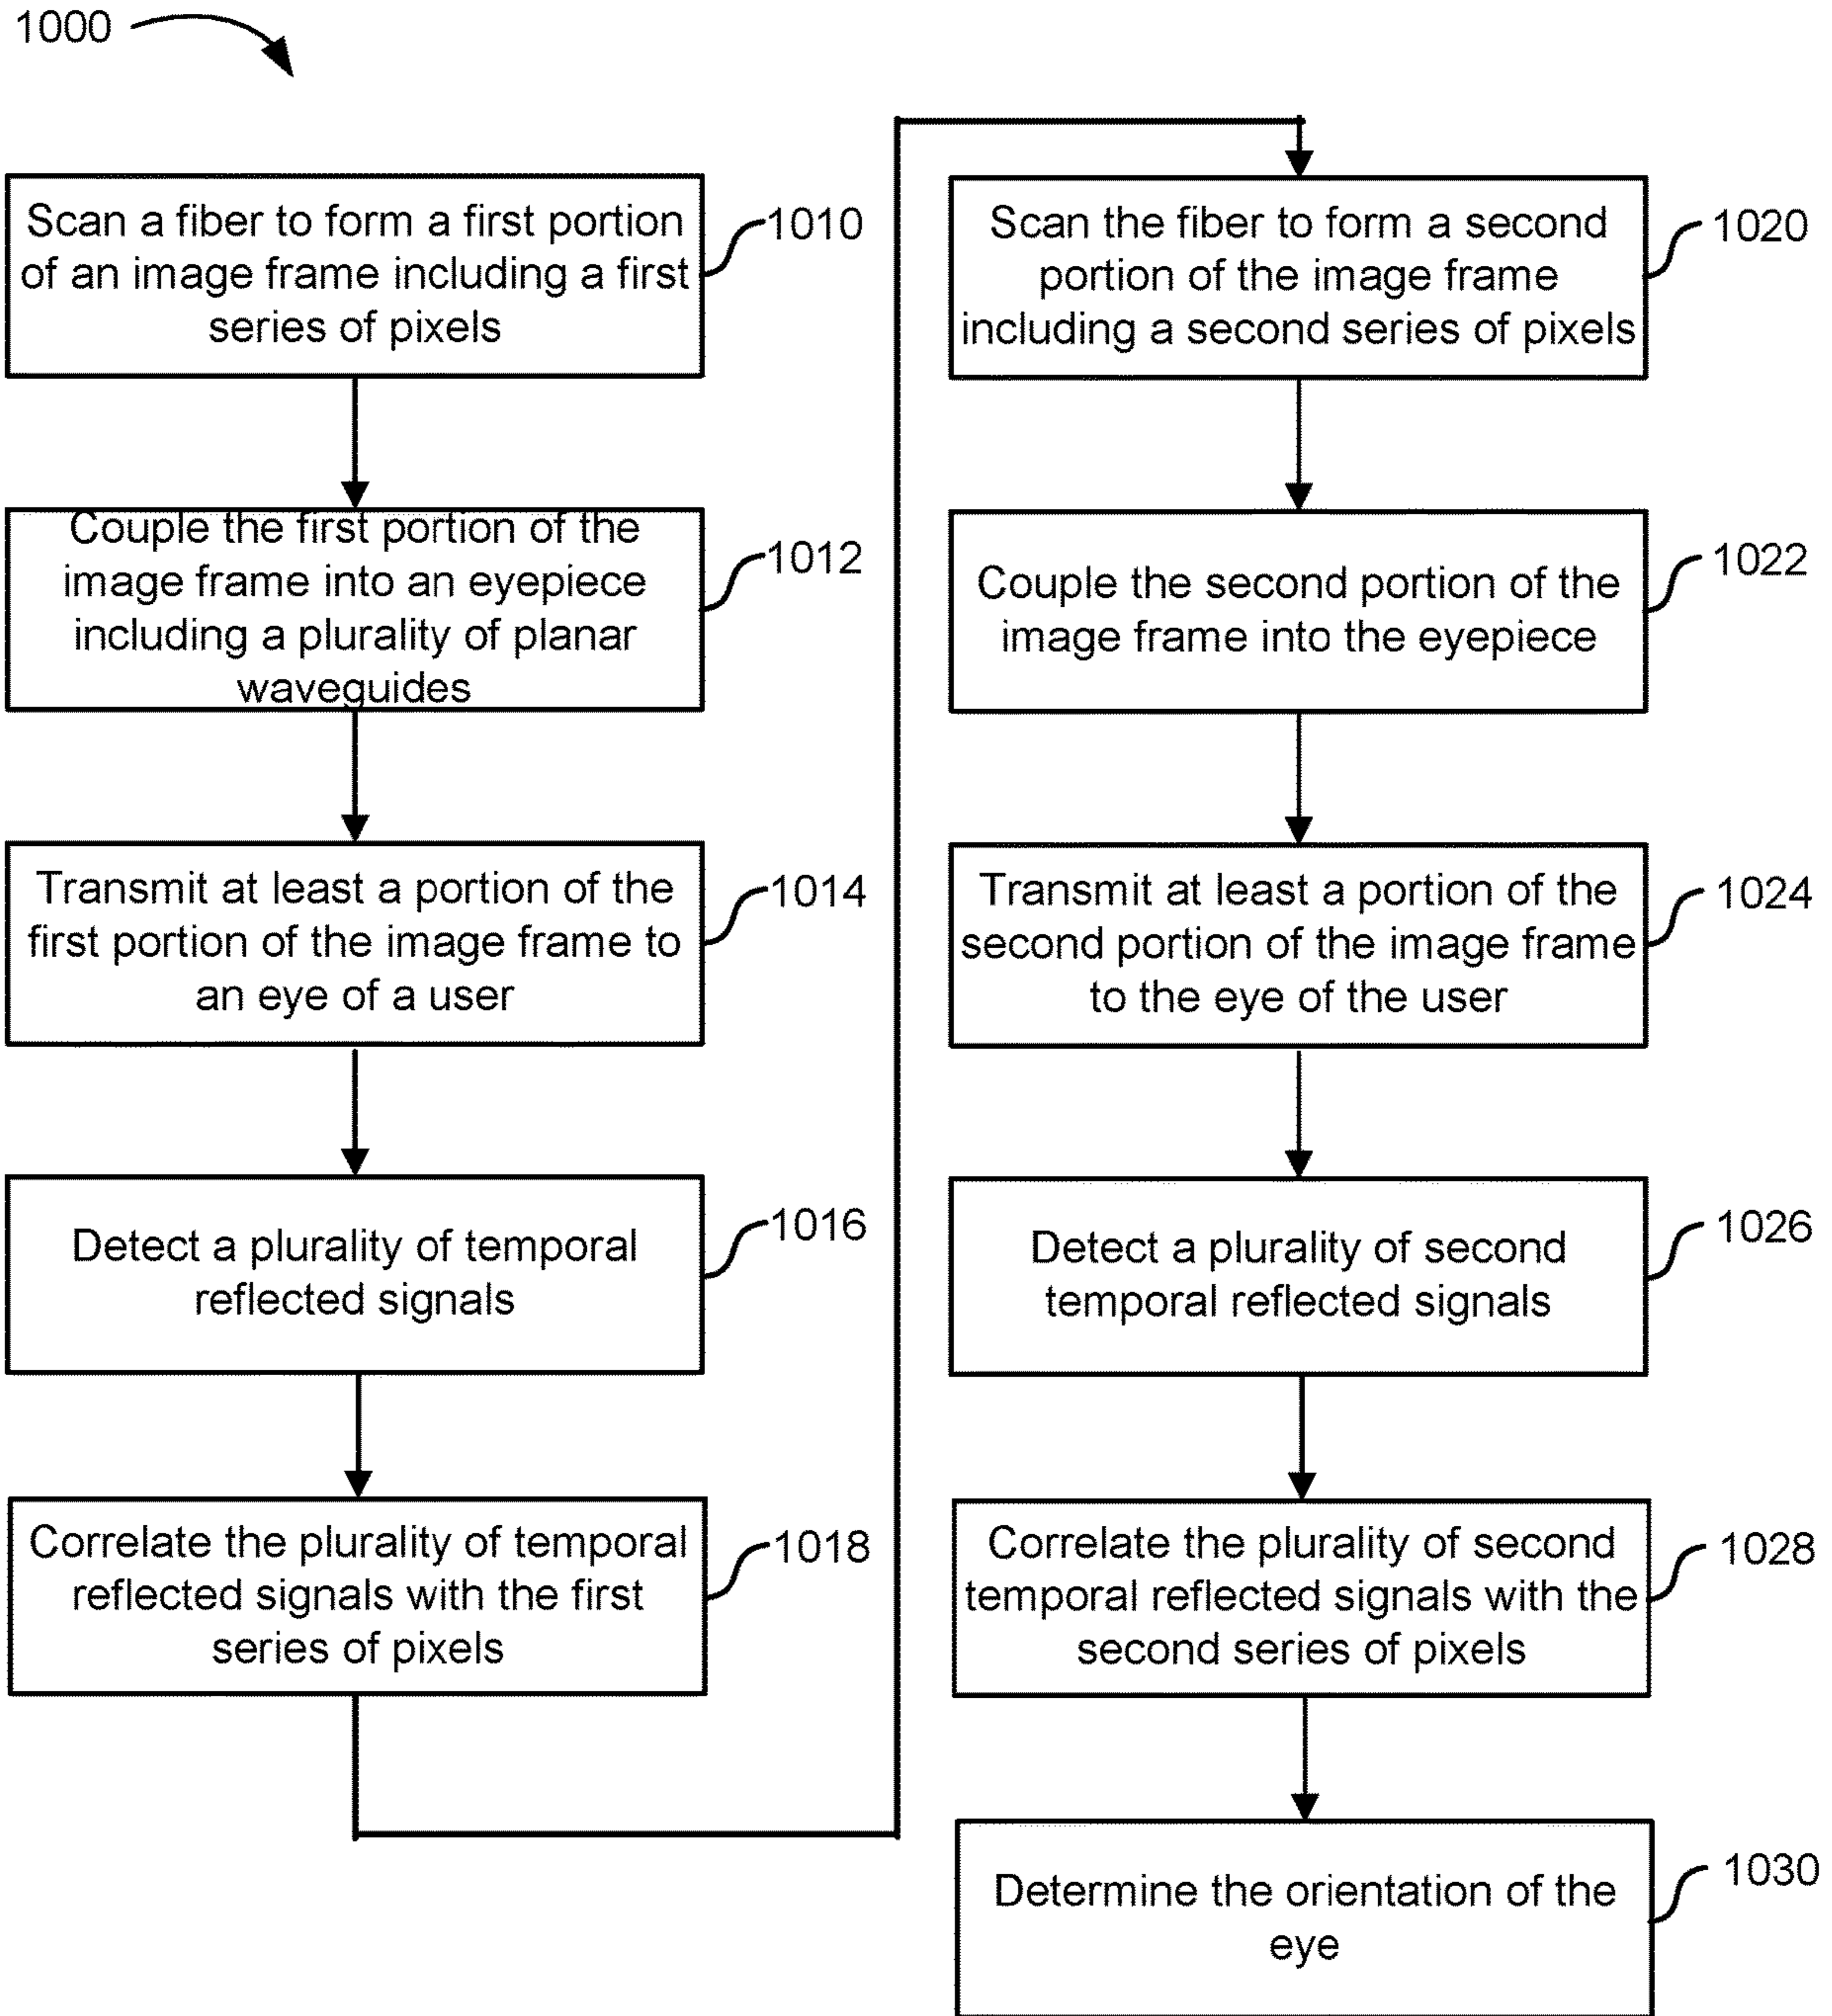 1000
Scan a fiber to form a first portion
of an image frame including a first
series of pixels
1010
Couple the first portion of the
image frame into an eyepiece
including a plurality of planar
waveguides
1012
Transmit at least a portion of the
first portion of the image frame to
an eye of a user
1014
Detect a plurality of temporal
reflected signals
1016
Correlate the plurality of temporal
reflected signals with the first
series of pixels
1018
Scan the fiber to form a second
portion of the image frame
including a second series of pixels
1020
Couple the second portion of the
image frame into the eyepiece
1022
Transmit at least a portion of the
second portion of the image frame
to the eye of the user
1024
Detect a plurality of second
temporal reflected signals
1026
Correlate the plurality of second
temporal reflected signals with the
second series of pixels
1028
Determine the orientation of the
eye
1030